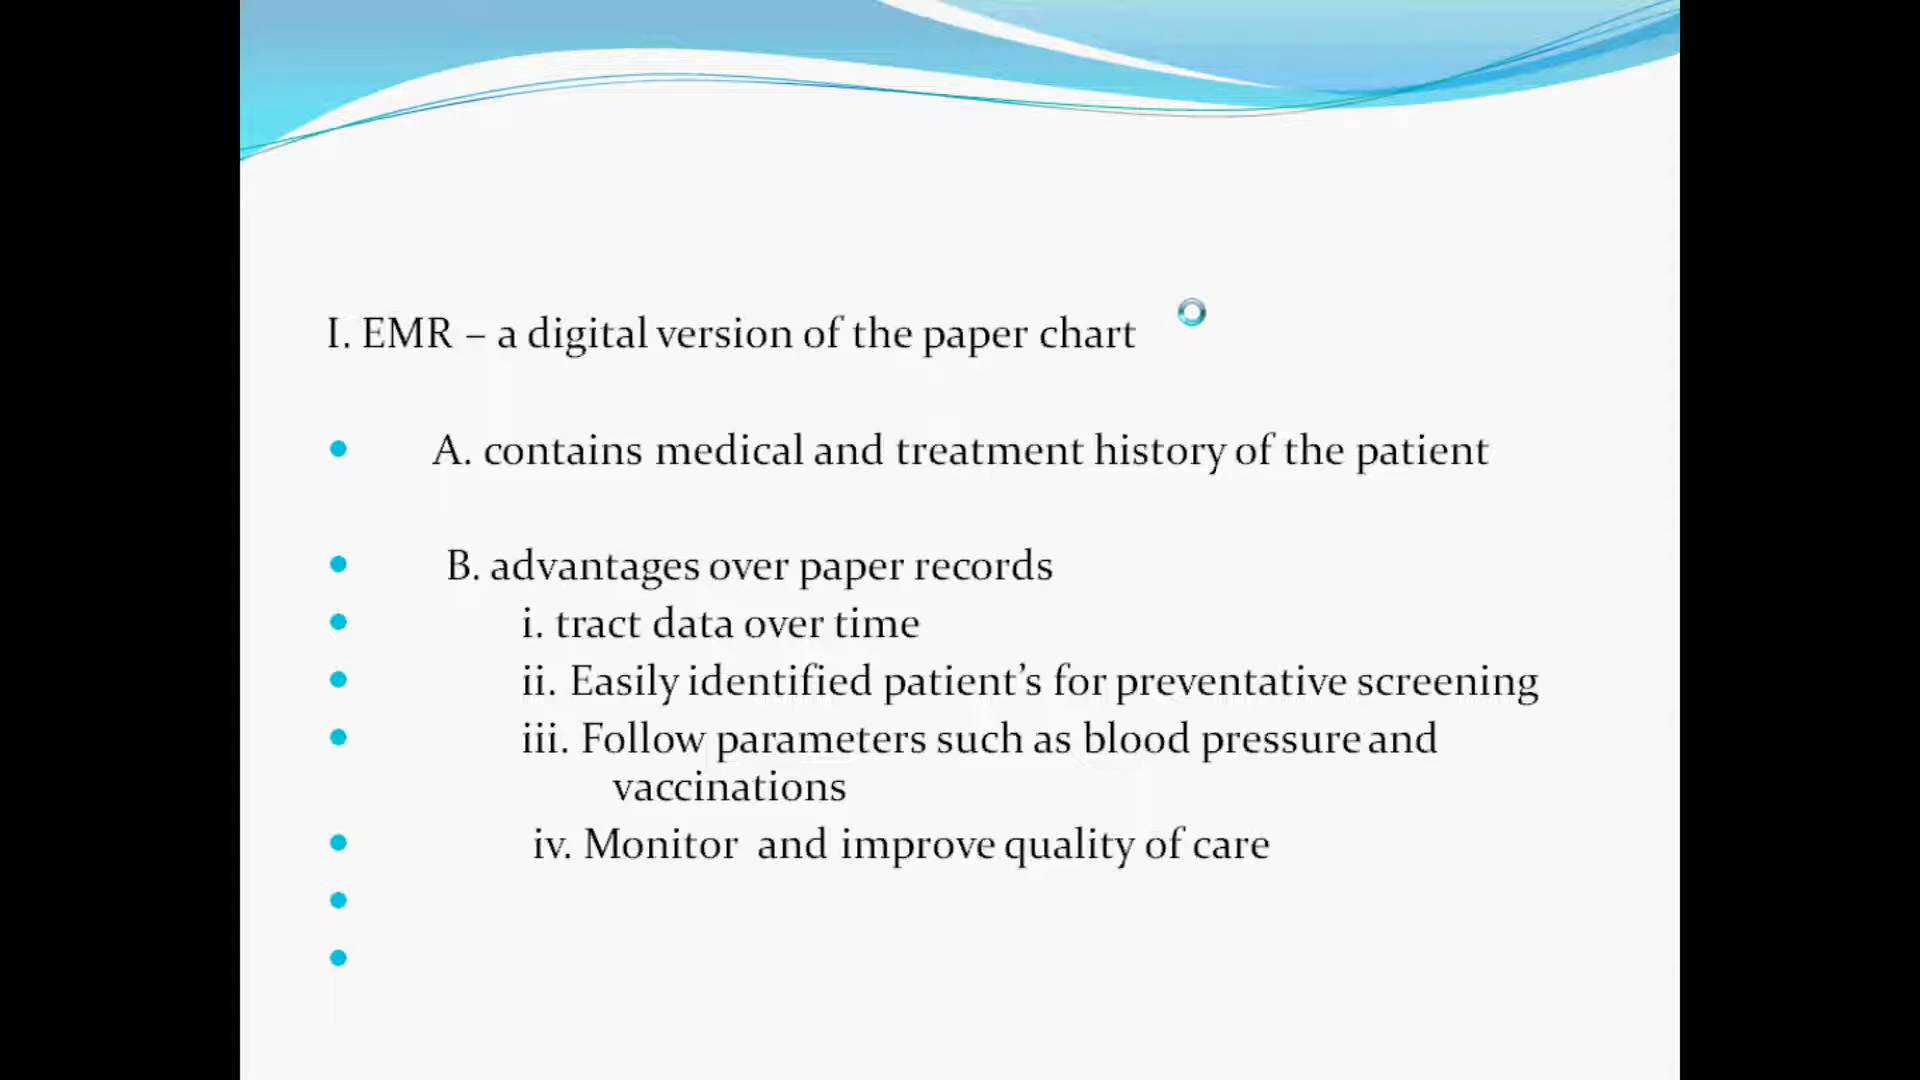 I. EMR – a digital version of the paper chart
A. contains medical and treatment history of the patient
B. advantages over paper records
i. tract data over time
ii. Easily identified patient’s for preventative screening
iii. Follow parameters such as blood pressure and
vaccinations
iv. Monitor and improve quality of care